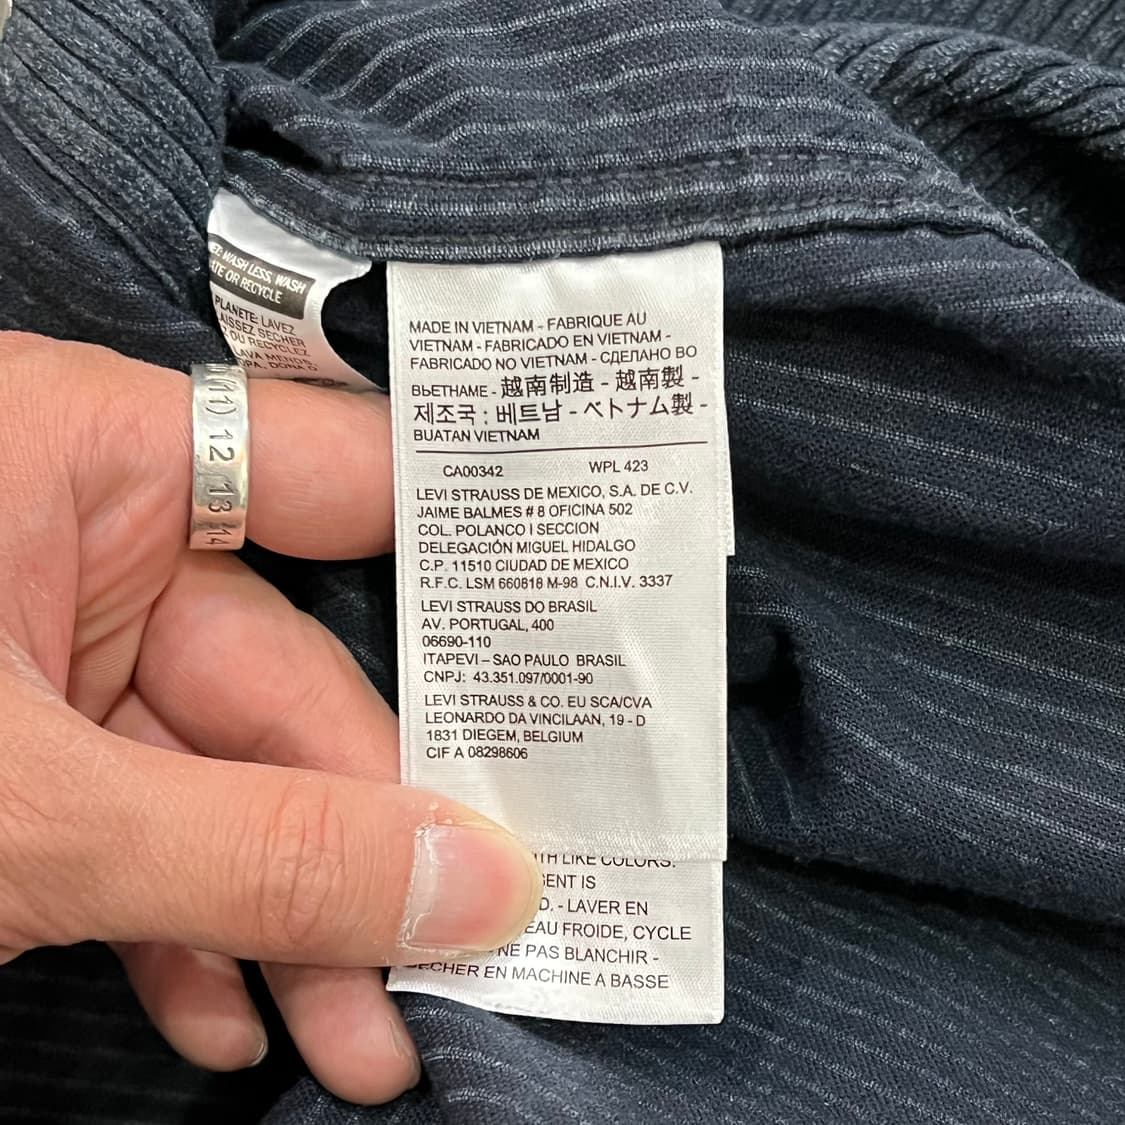 WASH LESS, WASH
OR RECYCLE
PLANETE: LAVEZ
SECHER
OU RECYCLEZ
LAVA MENOS,
DONA O
(11) 12 13 14
MADE IN VIETNAM - FABRIQUE AU
VIETNAM - FABRICADO EN VIETNAM -
FABRICADO NO VIETNAM - СДЕЛАНО ВО
ВЬЕТНАМЕ - 越南制造 - 越南製 -
제조국 : 베트남 - ベトナム製 -
BUATAN VIETNAM
CA00342 WPL 423
LEVI STRAUSS DE MEXICO, S.A. DE C.V.
JAIME BALMES # 8 OFICINA 502
COL. POLANCO I SECCION
DELEGACIÓN MIGUEL HIDALGO
C.P. 11510 CIUDAD DE MEXICO
R.F.C. LSM 660818 M-98 C.N.I.V. 3337
LEVI STRAUSS DO BRASIL
AV. PORTUGAL, 400
06690-110
ITAPEVI – SAO PAULO BRASIL
CNPJ: 43.351.097/0001-90
LEVI STRAUSS & CO. EU SCA/CVA
LEONARDO DA VINCILAAN, 19 - D
1831 DIEGEM, BELGIUM
CIF A 08298606
LIKE COLORS.
IS
- LAVER EN
EAU FROIDE, CYCLE
NE PAS BLANCHIR -
SECHER EN MACHINE A BASSE